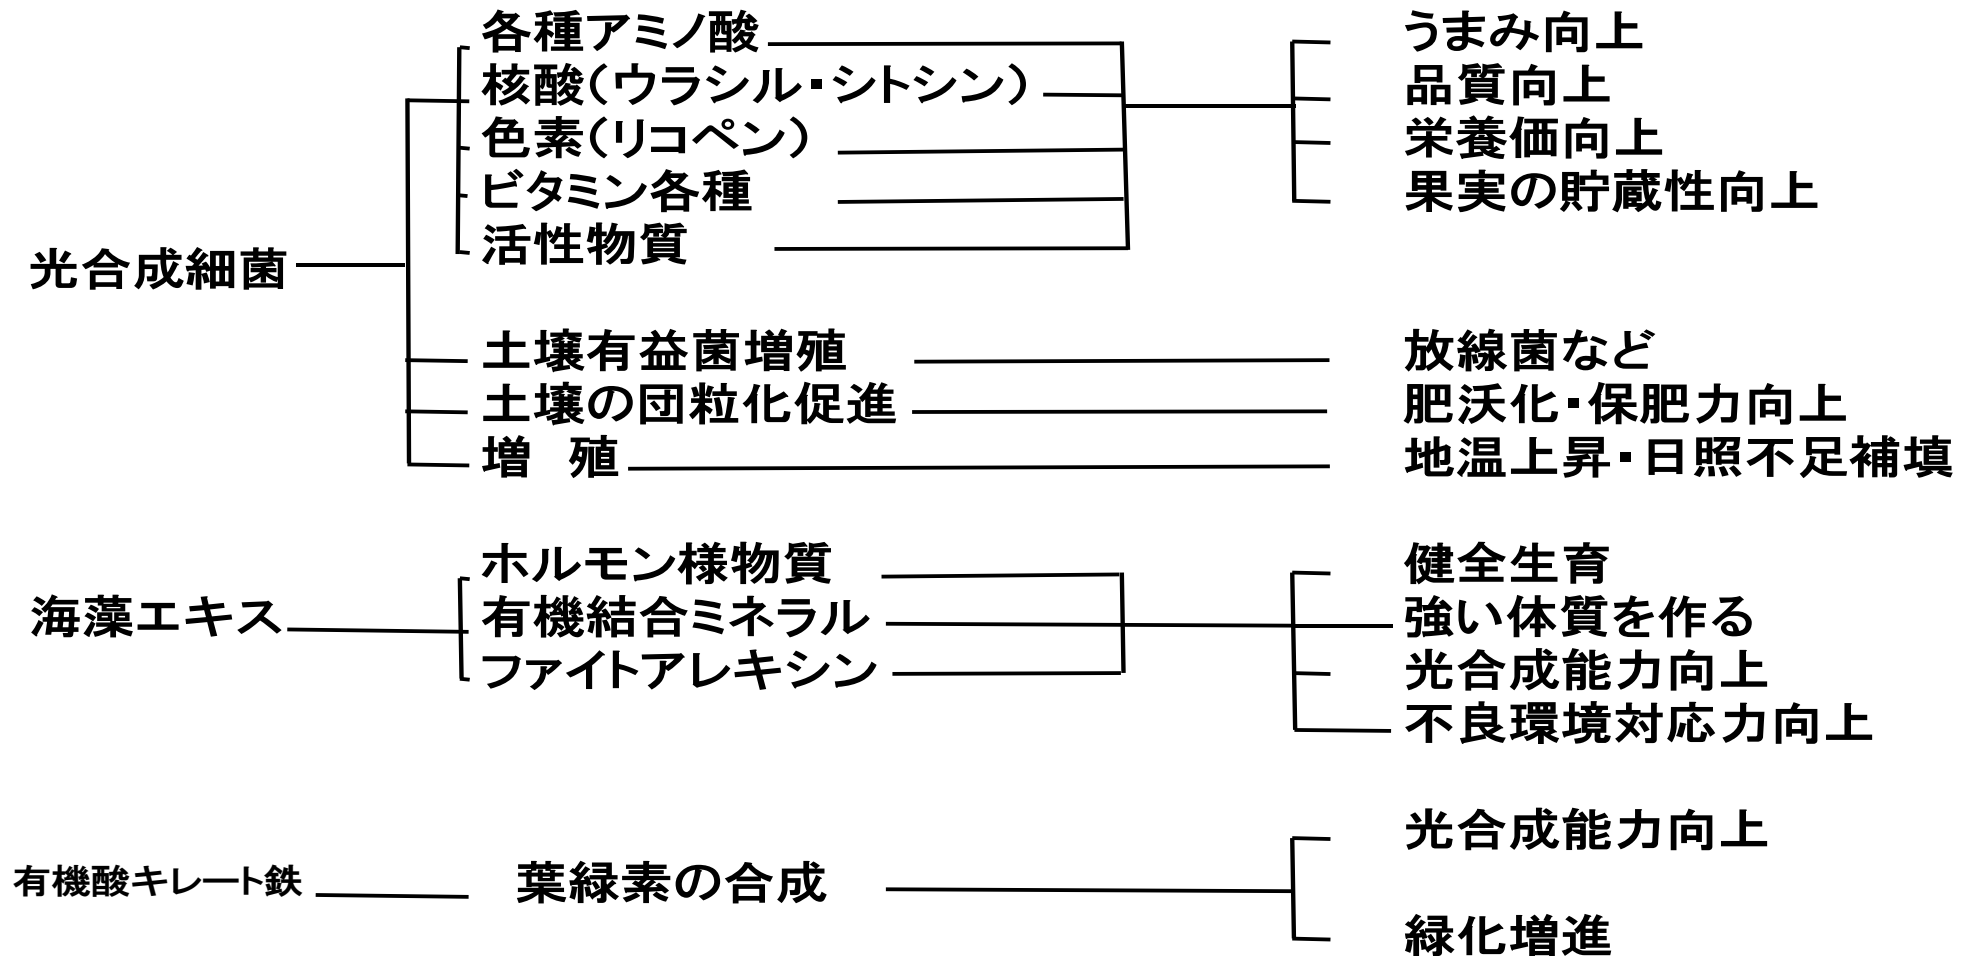 各種アミノ酸 うまみ向上
核酸(ウラシル・シトシン) 品質向上
色素(リコペン) 栄養価向上
ビタミン各種 果実の貯蔵性向上
活性物質
光合成細菌
土壌有益菌増殖 放線菌など
土壌の団粒化促進 肥沃化・保肥力向上
増 殖 地温上昇・日照不足補填
ホルモン様物質 健全生育
海藻エキス 有機結合ミネラル 強い体質を作る
ファイトアレキシン 光合成能力向上
不良環境対応力向上
光合成能力向上
有機酸キレート鉄 葉緑素の合成
緑化増進